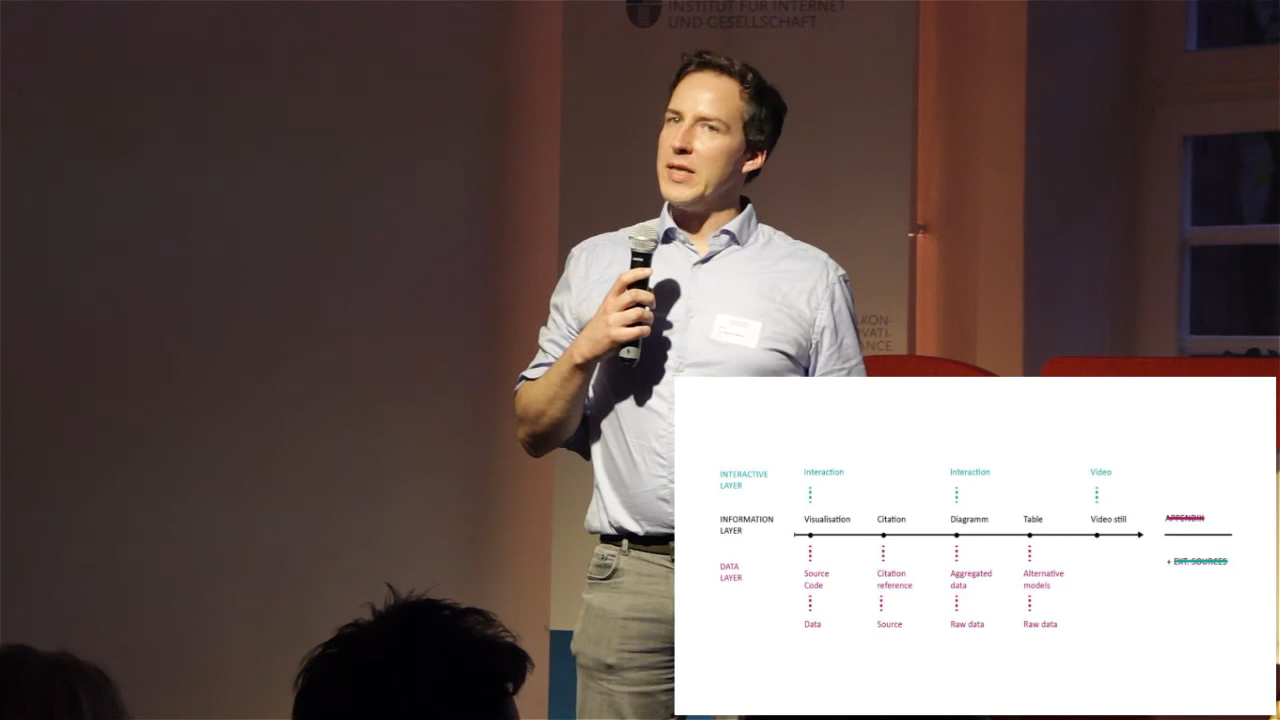 INSTITUT FÜR INTERNET
UND GESELLSCHAFT
INTERACTIVE
LAYER
Interaction
Interaction
Video
INFORMATION
LAYER
Visualisation
Citation
Diagramm
Table
Video still
APPENDIX
+ EXT. SOURCES
DATA
LAYER
Source
Code
Citation
reference
Aggregated
data
Alternative
models
Data
Source
Raw data
Raw data